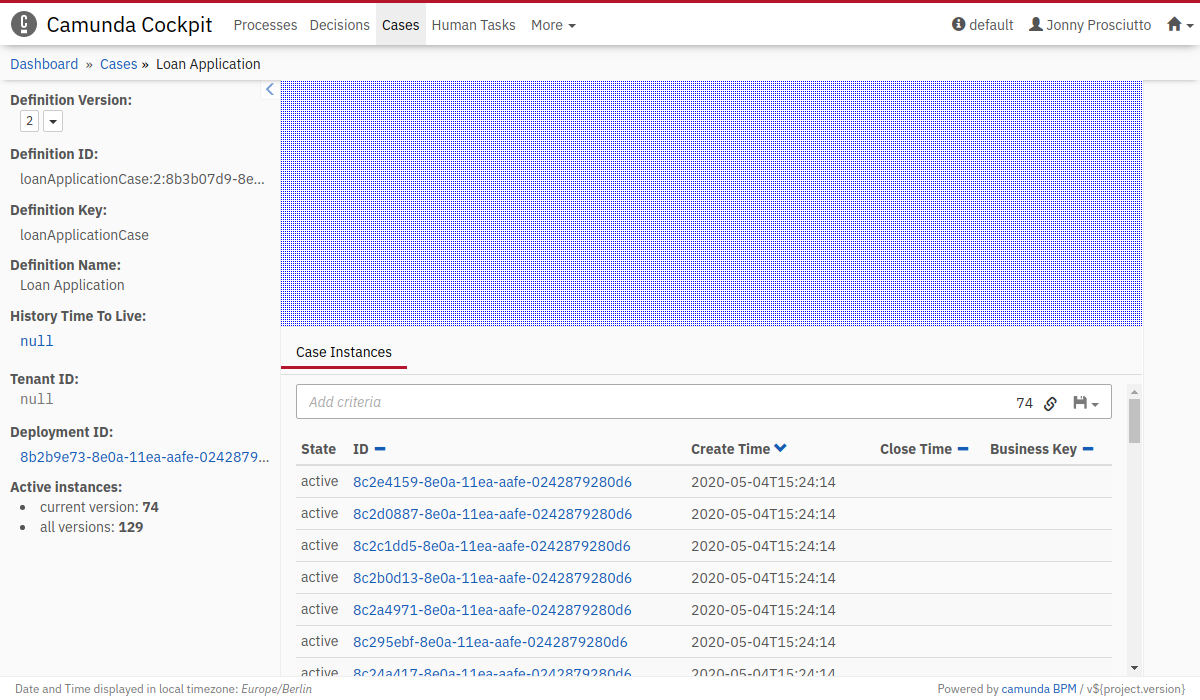 Camunda Cockpit Processes Decisions Cases Human Tasks More default Jonny Prosciutto
Dashboard » Cases » Loan Application
Definition Version:
2
Definition ID:
loanApplicationCase:2:8b3b07d9-8e...
Definition Key:
loanApplicationCase
Definition Name:
Loan Application
History Time To Live:
null
Tenant ID:
null
Deployment ID:
8b2b9e73-8e0a-11ea-aafe-0242879...
Active instances:
current version: 74
all versions: 129
Case Instances
Add criteria 74
State ID Create Time Close Time Business Key
active 8c2e4159-8e0a-11ea-aafe-0242879280d6 2020-05-04T15:24:14
active 8c2d0887-8e0a-11ea-aafe-0242879280d6 2020-05-04T15:24:14
active 8c2c1dd5-8e0a-11ea-aafe-0242879280d6 2020-05-04T15:24:14
active 8c2b0d13-8e0a-11ea-aafe-0242879280d6 2020-05-04T15:24:14
active 8c2a4971-8e0a-11ea-aafe-0242879280d6 2020-05-04T15:24:14
active 8c295ebf-8e0a-11ea-aafe-0242879280d6 2020-05-04T15:24:14
active 8c24a417-8e0a-11ea-aafe-0242879280d6 2020-05-04T15:24:14
Date and Time displayed in local timezone: Europe/Berlin
Powered by camunda BPM / v${project.version}